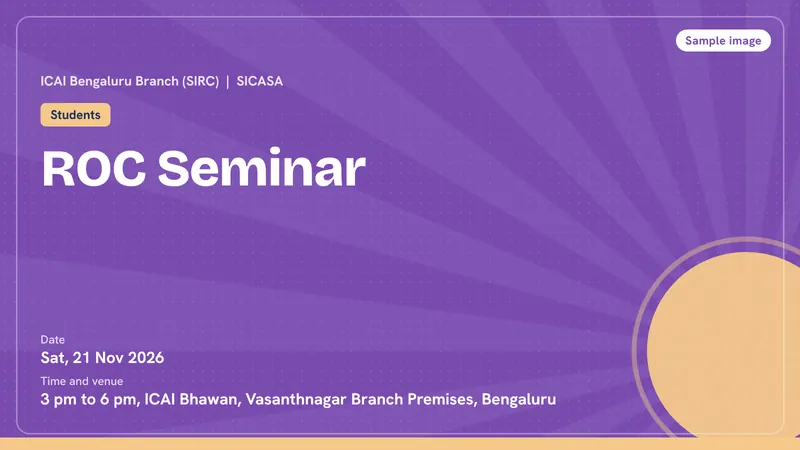 Sample image
ICAI Bengaluru Branch (SIRC) | SICASA
Students
ROC Seminar
Date
Sat, 21 Nov 2026
Time and venue
3 pm to 6 pm, ICAI Bhawan, Vasanthnagar Branch Premises, Bengaluru